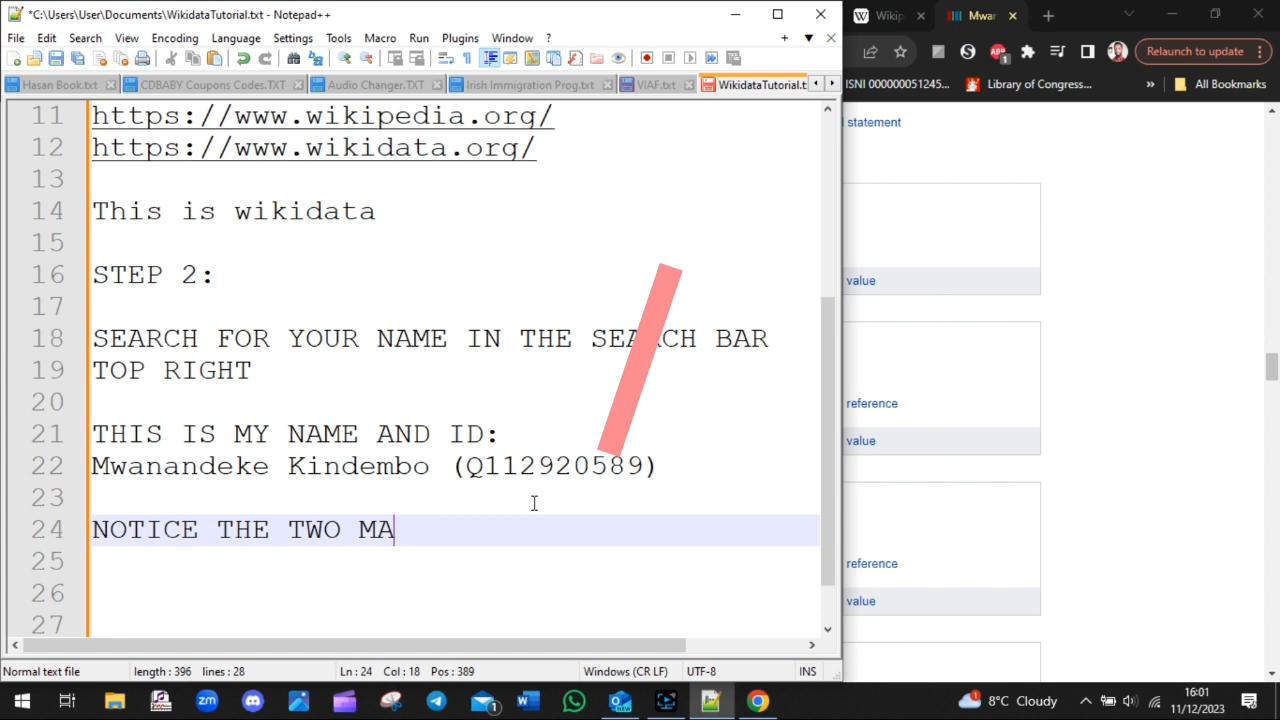 *C:\Users\User\Documents\WikidataTutorial.txt - Notepad++
File Edit Search View Encoding Language Settings Tools Macro Run Plugins Window ?
Hasan Book.txt CDBABY Coupons Codes.TXT Audio Changer.TXT Irish Immigration Prog.txt VIAF.txt WikidataTutorial.t
11 https://www.wikipedia.org/
12 https://www.wikidata.org/
13
14 This is wikidata
15
16 STEP 2:
17
18 SEARCH FOR YOUR NAME IN THE SEARCH BAR
19 TOP RIGHT
20
21 THIS IS MY NAME AND ID:
22 Mwanandeke Kindembo (Q112920589)
23
24 NOTICE THE TWO MA
25
26
27
Normal text file length : 396 lines : 28 Ln : 24 Col : 18 Pos : 389 Windows (CR LF) UTF-8 INS
Wikip Mwar
Relaunch to update
ISNI 00000000051245... Library of Congress... » All Bookmarks
statement
value
reference
value
reference
value
8°C Cloudy
16:01
11/12/2023